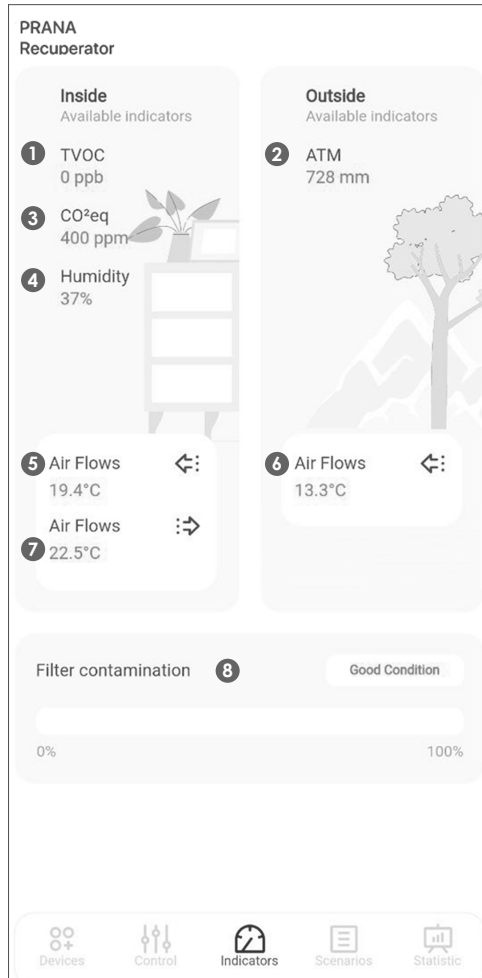 PRANA
Recuperator
Inside
Available indicators
1 TVOC
0 ppb
3 CO²eq
400 ppm
4 Humidity
37%
5 Air Flows
19.4°C
Air Flows
7 22.5°C
Outside
Available indicators
2 ATM
728 mm
6 Air Flows
13.3°C
Filter contamination 8 Good Condition
0% 100%
Devices Control Indicators Scenarios Statistic